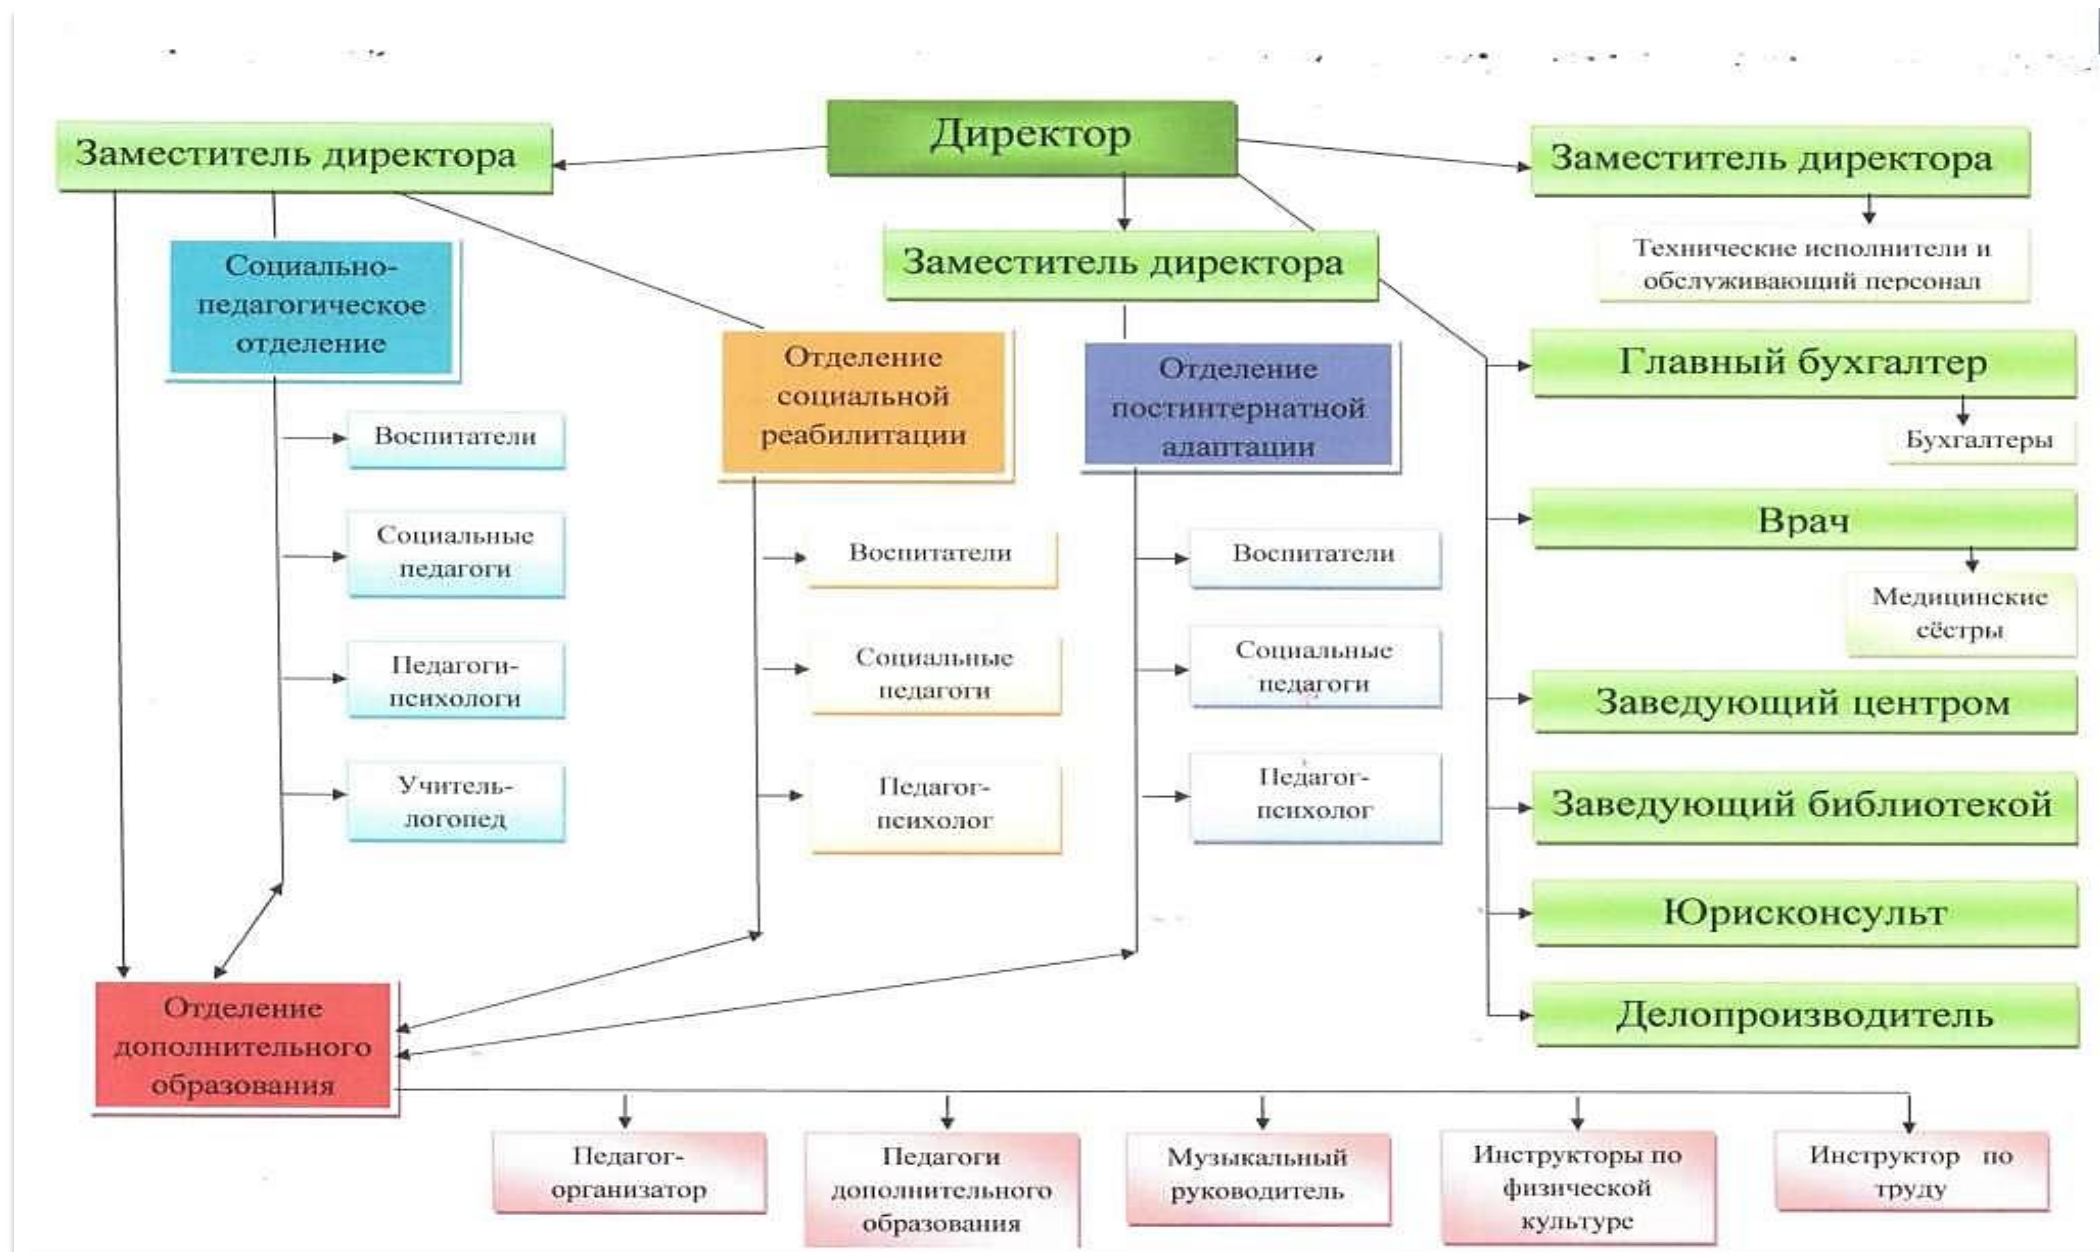 Директор
Заместитель директора
Заместитель директора
Заместитель директора
Технические исполнители и
обслуживающий персонал
Социально-
педагогическое
отделение
Воспитатели
Социальные
педагоги
Педагоги-
психологи
Учитель-
логопед
Отделение
социальной
реабилитации
Воспитатели
Социальные
педагоги
Педагог-
психолог
Отделение
постинтернатной
адаптации
Воспитатели
Социальные
педагоги
Педагог-
психолог
Главный бухгалтер
Бухгалтеры
Врач
Медицинские
сёстры
Заведующий центром
Заведующий библиотекой
Юрисконсульт
Делопроизводитель
Отделение
дополнительного
образования
Педагог-
организатор
Педагоги
дополнительного
образования
Музыкальный
руководитель
Инструкторы по
физической
культуре
Инструктор по
труду